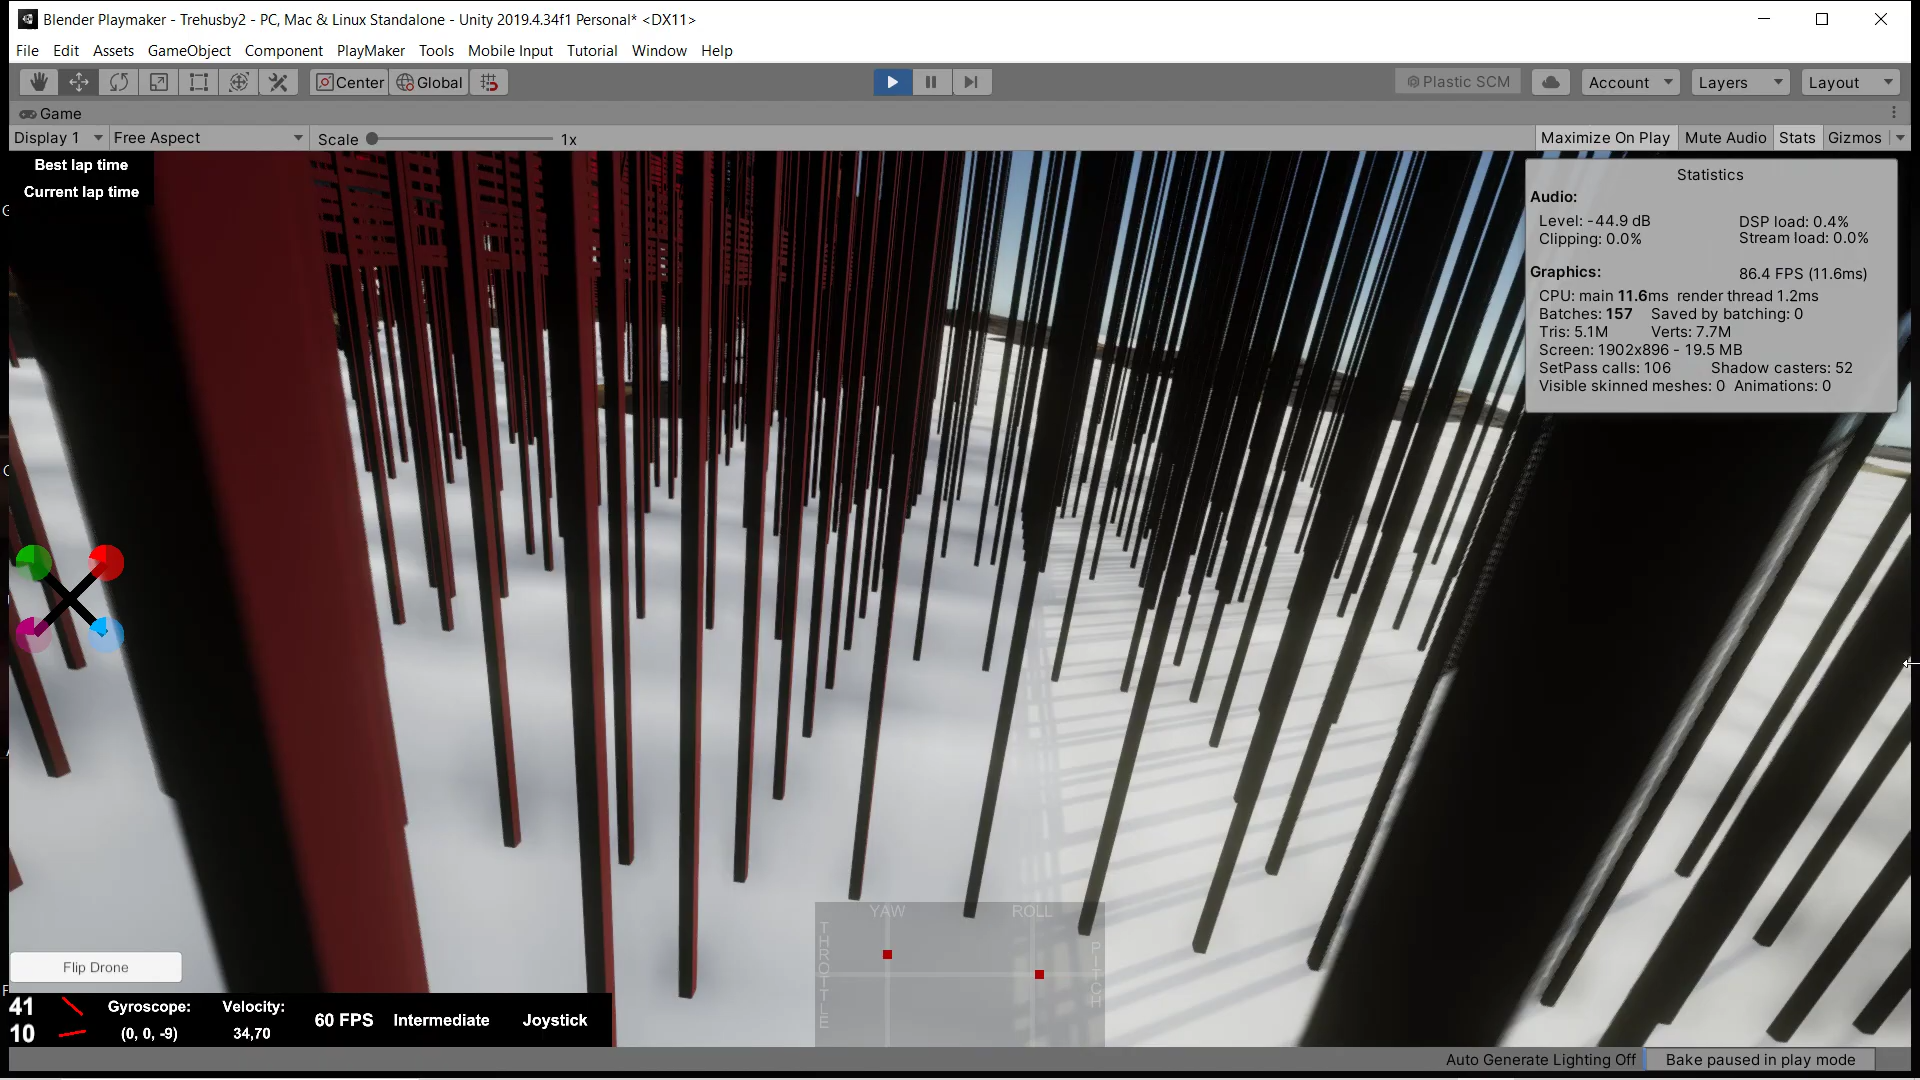 Blender Playmaker - Trehusby2 - PC, Mac & Linux Standalone - Unity 2019.4.34f1 Personal* <DX11>
File Edit Assets GameObject Component PlayMaker Tools Mobile Input Tutorial Window Help
Center Global Plastic SCM Account Layers Layout
Game
Display 1 Free Aspect Scale 1x Maximize On Play Mute Audio Stats Gizmos
Best lap time
Current lap time
Statistics
Audio:
Level: -44.9 dB DSP load: 0.4%
Clipping: 0.0% Stream load: 0.0%
Graphics: 86.4 FPS (11.6ms)
CPU: main 11.6ms render thread 1.2ms
Batches: 157 Saved by batching: 0
Tris: 5.1M Verts: 7.7M
Screen: 1902x896 - 19.5 MB
SetPass calls: 106 Shadow casters: 52
Visible skinned meshes: 0 Animations: 0
YAW ROLL
THROTTLE
PITCH
Flip Drone
41 Gyroscope: Velocity: 60 FPS Intermediate Joystick
10 (0, 0, -9) 34,70
Auto Generate Lighting Off Bake paused in play mode